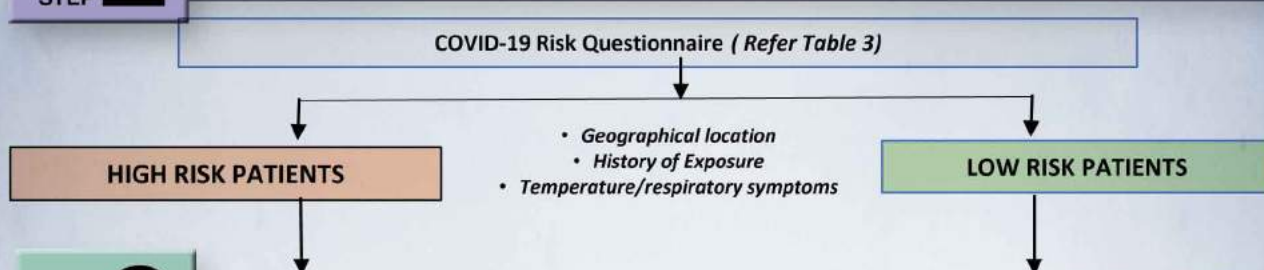 STEP
COVID-19 Risk Questionnaire ( Refer Table 3)
• Geographical location
• History of Exposure
• Temperature/respiratory symptoms
HIGH RISK PATIENTS
LOW RISK PATIENTS